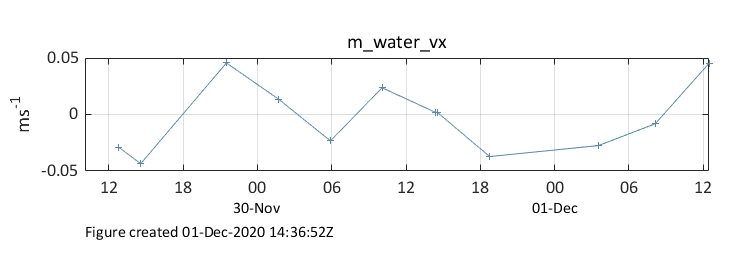 m_water_vx
0.05
0
-0.05
ms-1
12 18 00 06 12 18 00 06 12
30-Nov 01-Dec
Figure created 01-Dec-2020 14:36:52Z